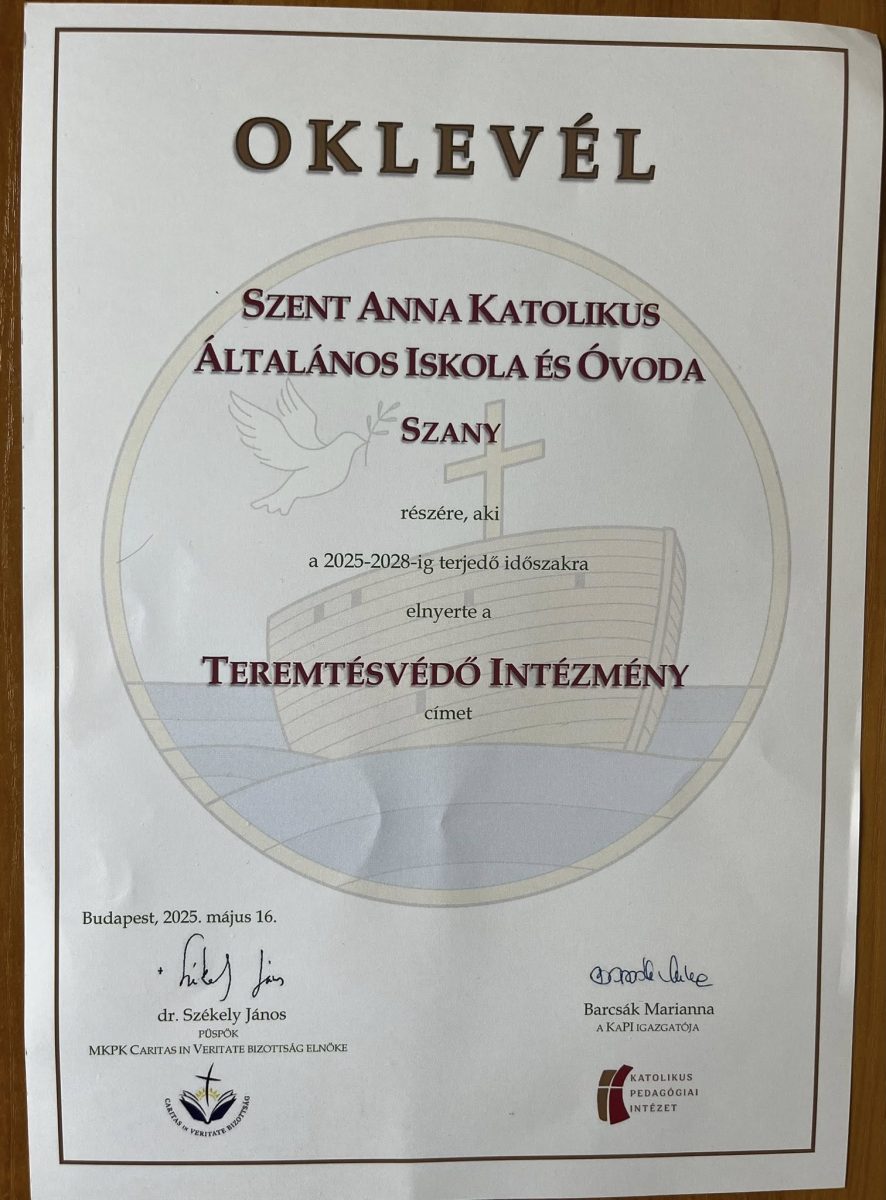 OKLEVÉL
SZENT ANNA KATOLIKUS
ÁLTALÁNOS ISKOLA ÉS ÓVODA
SZANY
részére, aki
a 2025-2028-ig terjedő időszakra
elnyerte a
TEREMTÉSVÉDŐ INTÉZMÉNY
címet
Budapest, 2025. május 16.
dr. Székely János
PÜSPÖK
MKPK CARITAS IN VERITATE BIZOTTSÁG ELNÖKE
CARITAS IN VERITATE BIZOTTSÁG
Barcsák Marianna
A KAPI IGAZGATÓJA
KATOLIKUS
PEDAGÓGIAI
INTÉZET